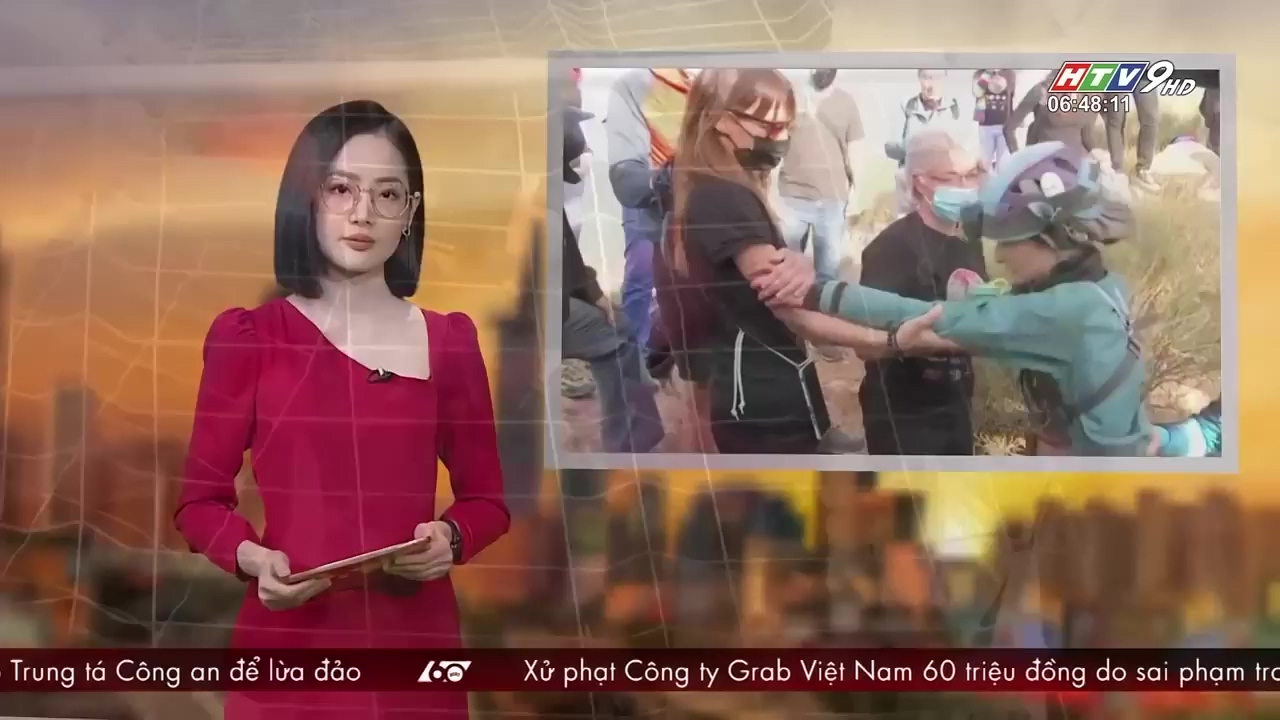 HTV9HD
06:48:11
Trung tá Công an để lừa đảo
60 Xử phạt Công ty Grab Việt Nam 60 triệu đồng do sai phạm